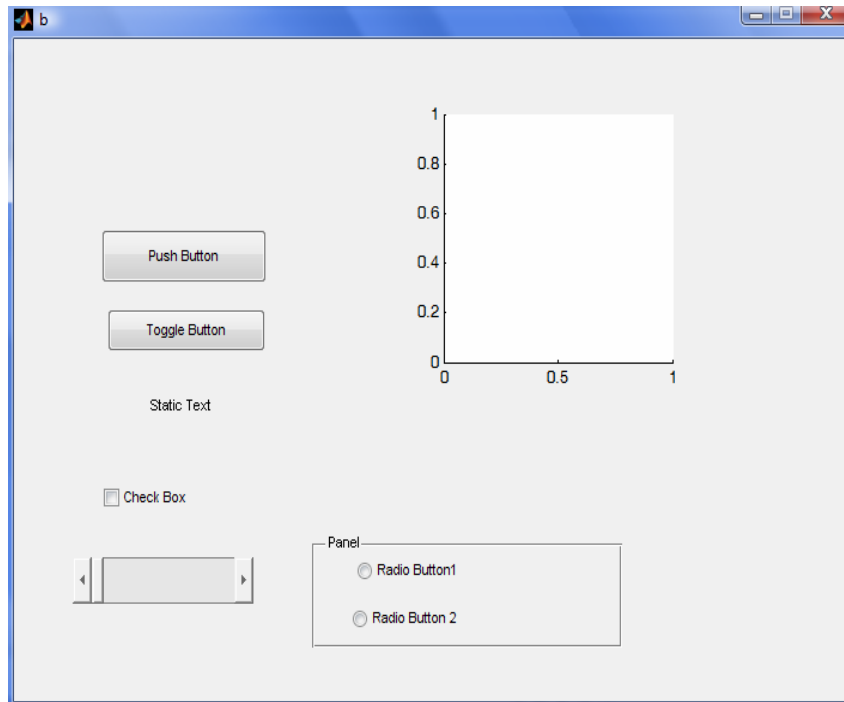 b
1
0.8
0.6
0.4
0.2
0
0 0.5 1
Push Button
Toggle Button
Static Text
Check Box
Panel
Radio Button1
Radio Button 2